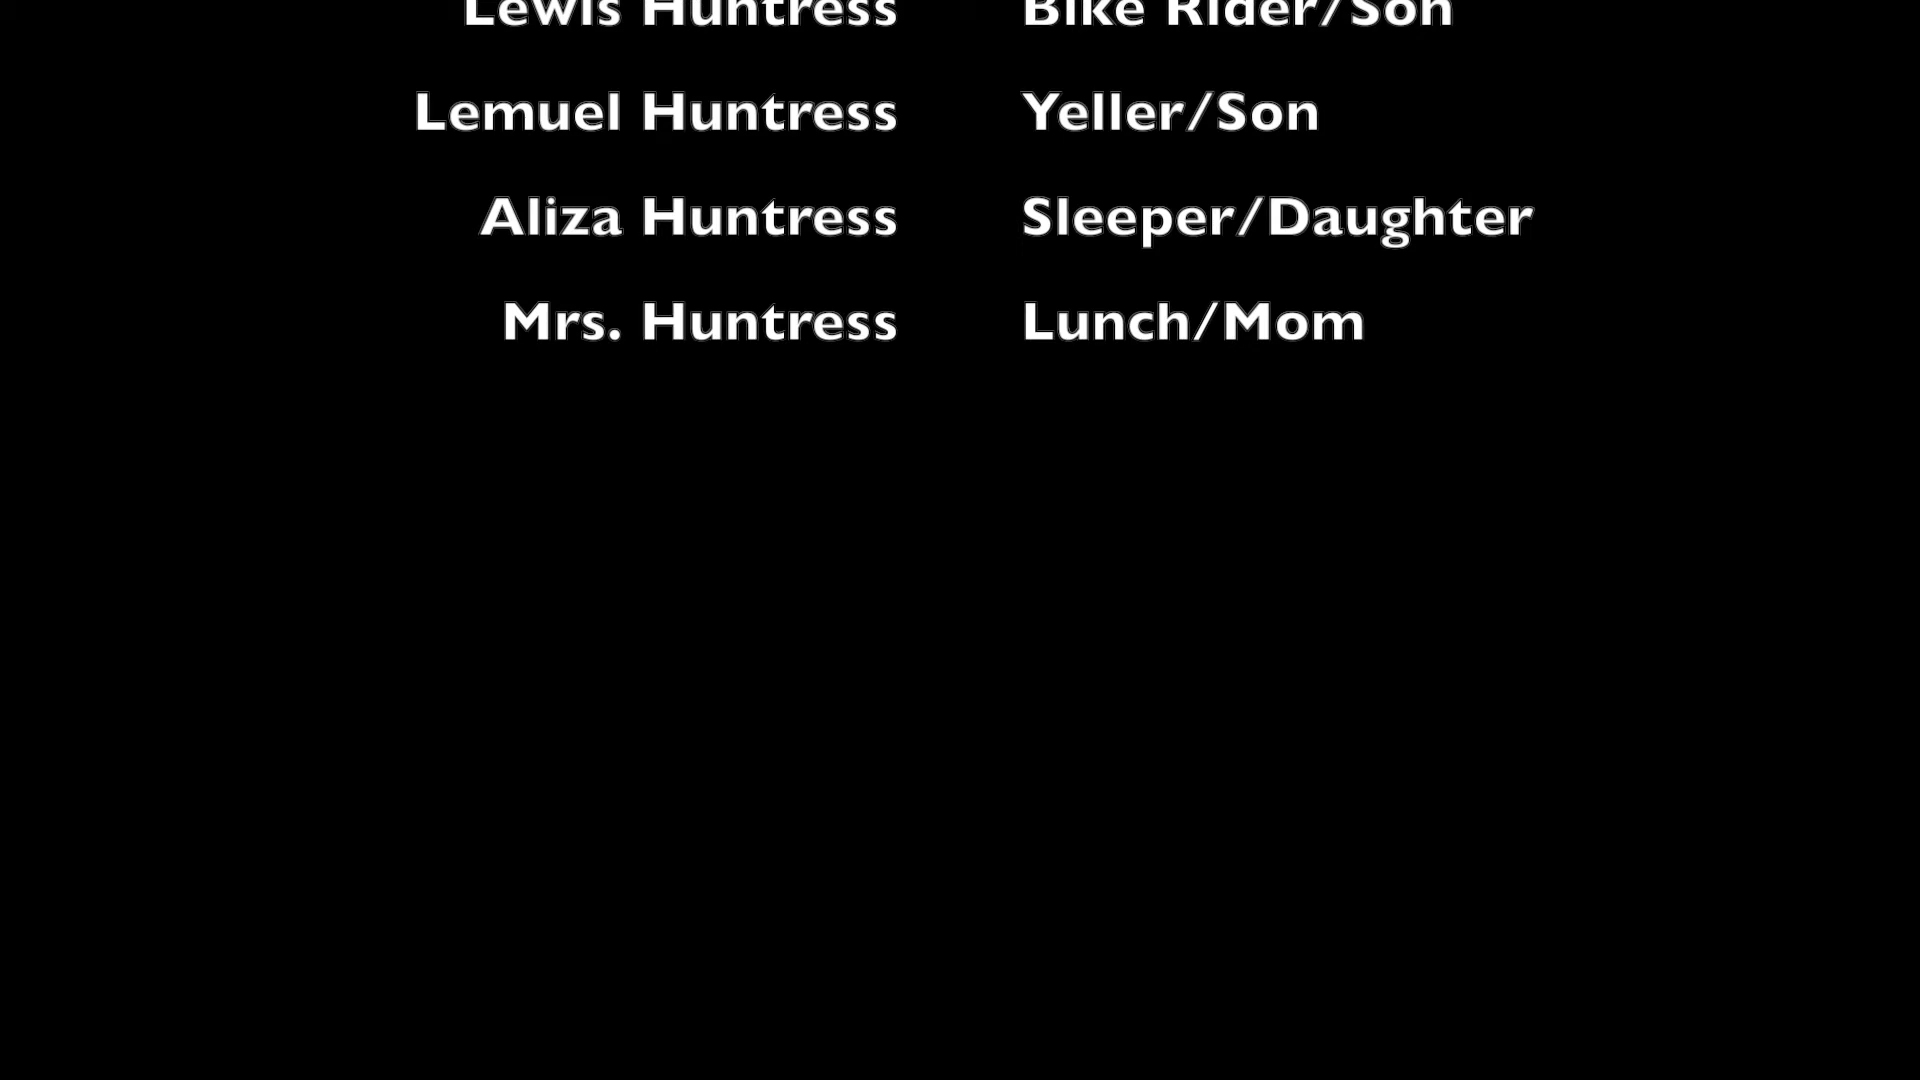 Lewis Huntress Bike Rider/Son
Lemuel Huntress Yeller/Son
Aliza Huntress Sleeper/Daughter
Mrs. Huntress Lunch/Mom